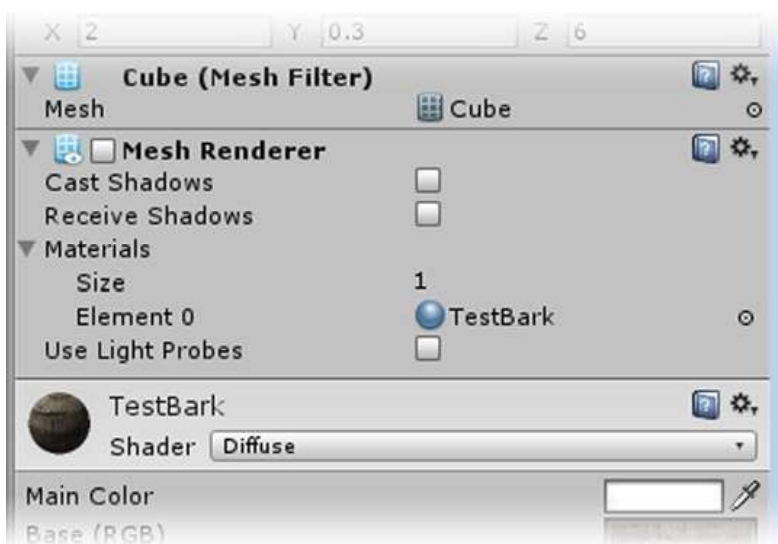 X 2 Y 0.3 Z 6
Cube (Mesh Filter)
Mesh Cube
Mesh Renderer
Cast Shadows
Receive Shadows
Materials
Size 1
Element 0 TestBark
Use Light Probes
TestBark
Shader Diffuse
Main Color
Base (RGB)